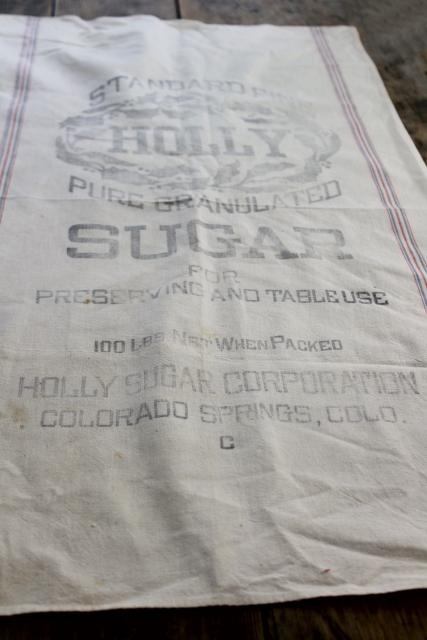 STANDARD FINE
HOLLY
PURE GRANULATED
SUGAR
FOR
PRESERVING AND TABLE USE
100 LBS NET WHEN PACKED
HOLLY SUGAR CORPORATION
COLORADO SPRINGS, COLO.
C